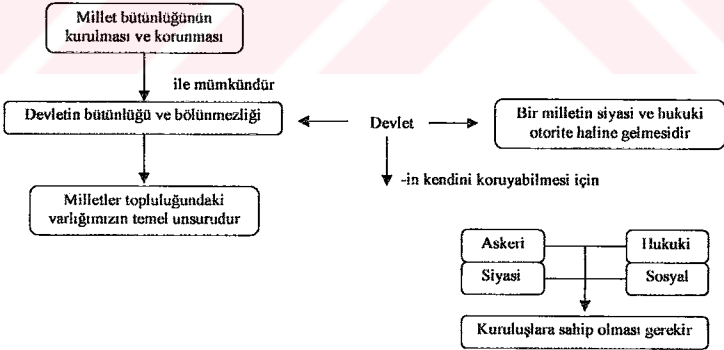 Millet bütünlüğünün
kurulması ve korunması
ile mümkündür
Devletin bütünlüğü ve bölünmezliği
Devlet
Bir milletin siyasi ve hukuki
otorite haline gelmesidir
-in kendini koruyabilmesi için
Milletler topluluğundaki
varlığımızın temel unsurudur
Askeri
Hukuki
Siyasi
Sosyal
Kuruluşlara sahip olması gerekir